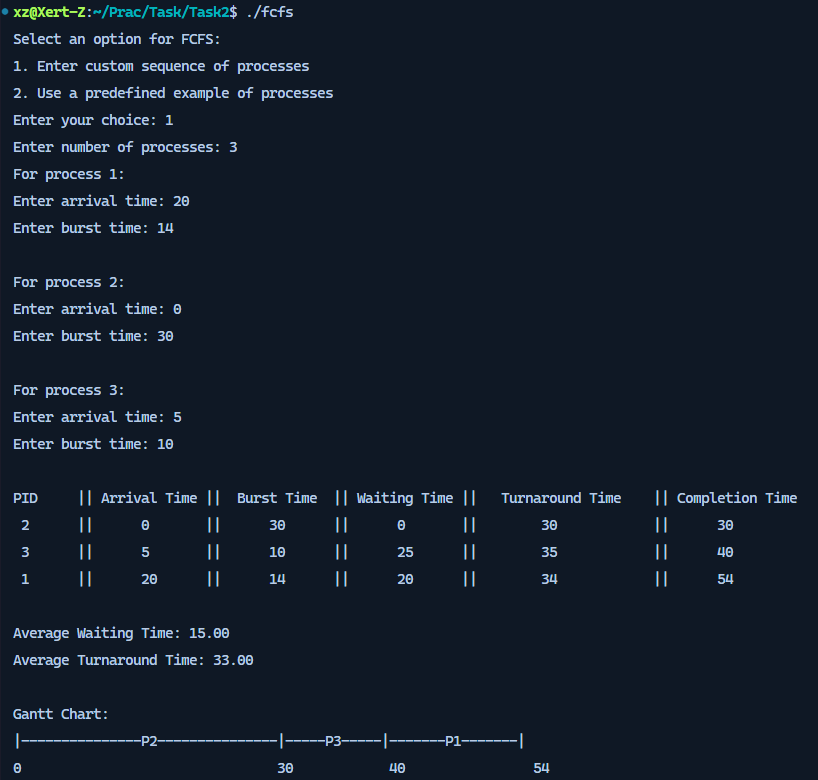 xz@Xert-Z:~/Prac/Task/Task2$ ./fcfs
Select an option for FCFS:
1. Enter custom sequence of processes
2. Use a predefined example of processes
Enter your choice: 1
Enter number of processes: 3
For process 1:
Enter arrival time: 20
Enter burst time: 14
For process 2:
Enter arrival time: 0
Enter burst time: 30
For process 3:
Enter arrival time: 5
Enter burst time: 10
PID     || Arrival Time ||  Burst Time  || Waiting Time ||   Turnaround Time    || Completion Time
 2      ||      0       ||      30      ||      0       ||        30            ||      30
 3      ||      5       ||      10      ||      25      ||        35            ||      40
 1      ||      20      ||      14      ||      20      ||        34            ||      54
Average Waiting Time: 15.00
Average Turnaround Time: 33.00
Gantt Chart:
|---------------P2---------------|-----P3-----|-------P1-------|
0                                30            40                54